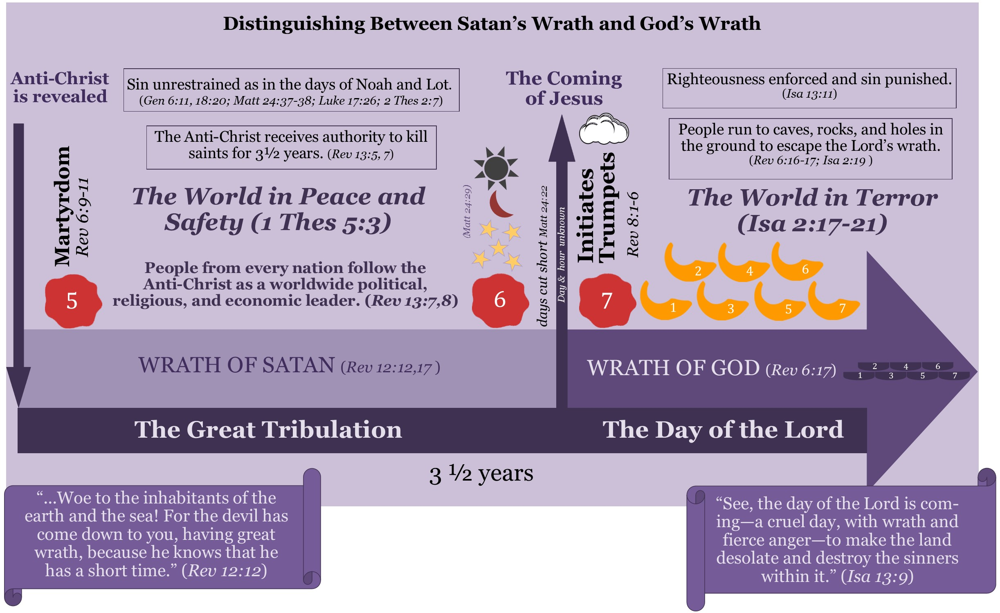 Distinguishing Between Satan’s Wrath and God’s Wrath
Anti-Christ
is revealed
Sin unrestrained as in the days of Noah and Lot.
(Gen 6:11, 18:20; Matt 24:37-38; Luke 17:26; 2 Thes 2:7)
The Anti-Christ receives authority to kill
saints for 3½ years. (Rev 13:5, 7)
Martyrdom
Rev 6:9-11
The World in Peace and
Safety (1 Thes 5:3)
People from every nation follow the
Anti-Christ as a worldwide political,
religious, and economic leader. (Rev 13:7,8)
5
(Matt 24:29)
6
days cut short Matt 24:22
Day & hour unknown
The Coming
of Jesus
Initiates
Trumpets
Rev 8:1-6
7
Righteousness enforced and sin punished.
(Isa 13:11)
People run to caves, rocks, and holes in
the ground to escape the Lord’s wrath.
(Rev 6:16-17; Isa 2:19 )
The World in Terror
(Isa 2:17-21)
2 4 6
1 3 5 7
WRATH OF SATAN (Rev 12:12,17 )
WRATH OF GOD (Rev 6:17)
2 4 6
1 3 5 7
The Great Tribulation
The Day of the Lord
3 ½ years
“...Woe to the inhabitants of the
earth and the sea! For the devil has
come down to you, having great
wrath, because he knows that he
has a short time.” (Rev 12:12)
“See, the day of the Lord is com-
ing—a cruel day, with wrath and
fierce anger—to make the land
desolate and destroy the sinners
within it.” (Isa 13:9)